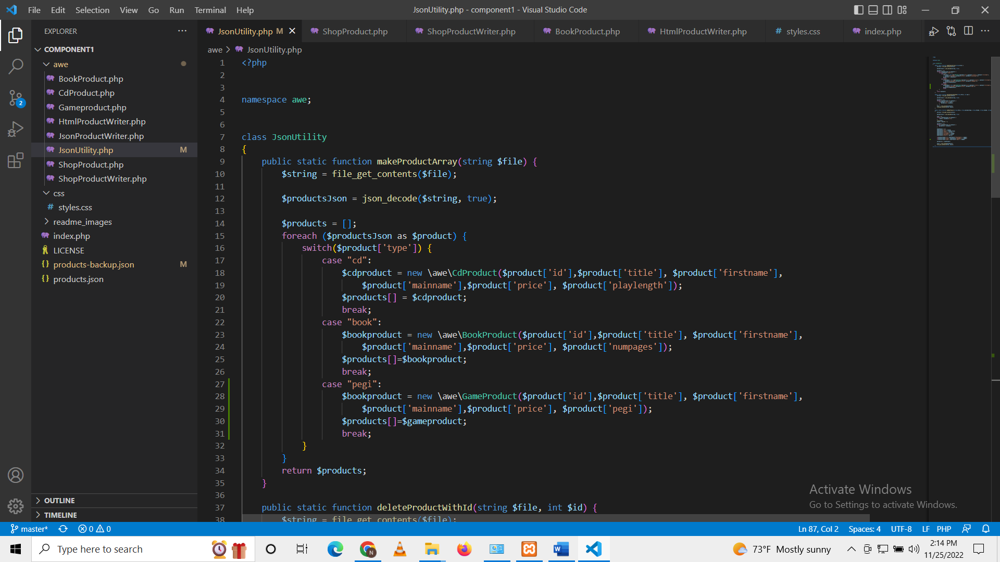 File Edit Selection View Go Run Terminal Help
JsonUtility.php - component1 - Visual Studio Code
EXPLORER
COMPONENT1
awe
BookProduct.php
CdProduct.php
Gameproduct.php
HtmlProductWriter.php
JsonProductWriter.php
JsonUtility.php M
ShopProduct.php
ShopProductWriter.php
css
# styles.css
readme_images
index.php
LICENSE
{} products-backup.json M
{} products.json
OUTLINE
TIMELINE
2
JsonUtility.php M
ShopProduct.php
ShopProductWriter.php
BookProduct.php
HtmlProductWriter.php
# styles.css
index.php
awe > JsonUtility.php
1 <?php
2
3
4 namespace awe;
5
6
7 class JsonUtility
8 {
9 public static function makeProductArray(string $file) {
10 $string = file_get_contents($file);
11
12 $productsJson = json_decode($string, true);
13
14 $products = [];
15 foreach ($productsJson as $product) {
16 switch($product['type']) {
17 case "cd":
18 $cdproduct = new \awe\CdProduct($product['id'],$product['title'], $product['firstname'],
19 $product['mainname'],$product['price'], $product['playlength']);
20 $products[] = $cdproduct;
21 break;
22 case "book":
23 $bookproduct = new \awe\BookProduct($product['id'],$product['title'], $product['firstname'],
24 $product['mainname'],$product['price'], $product['numpages']);
25 $products[]=$bookproduct;
26 break;
27 case "pegi":
28 $bookproduct = new \awe\GameProduct($product['id'],$product['title'], $product['firstname'],
29 $product['mainname'],$product['price'], $product['pegi']);
30 $products[]=$gameproduct;
31 break;
32 }
33 }
34 return $products;
35 }
36
37 public static function deleteProductWithId(string $file, int $id) {
38 $string = file_get_contents($file);
Activate Windows
Go to Settings to activate Windows.
master* 0 0
Ln 87, Col 2 Spaces: 4 UTF-8 LF PHP
Type here to search
73°F Mostly sunny
2:14 PM
11/25/2022